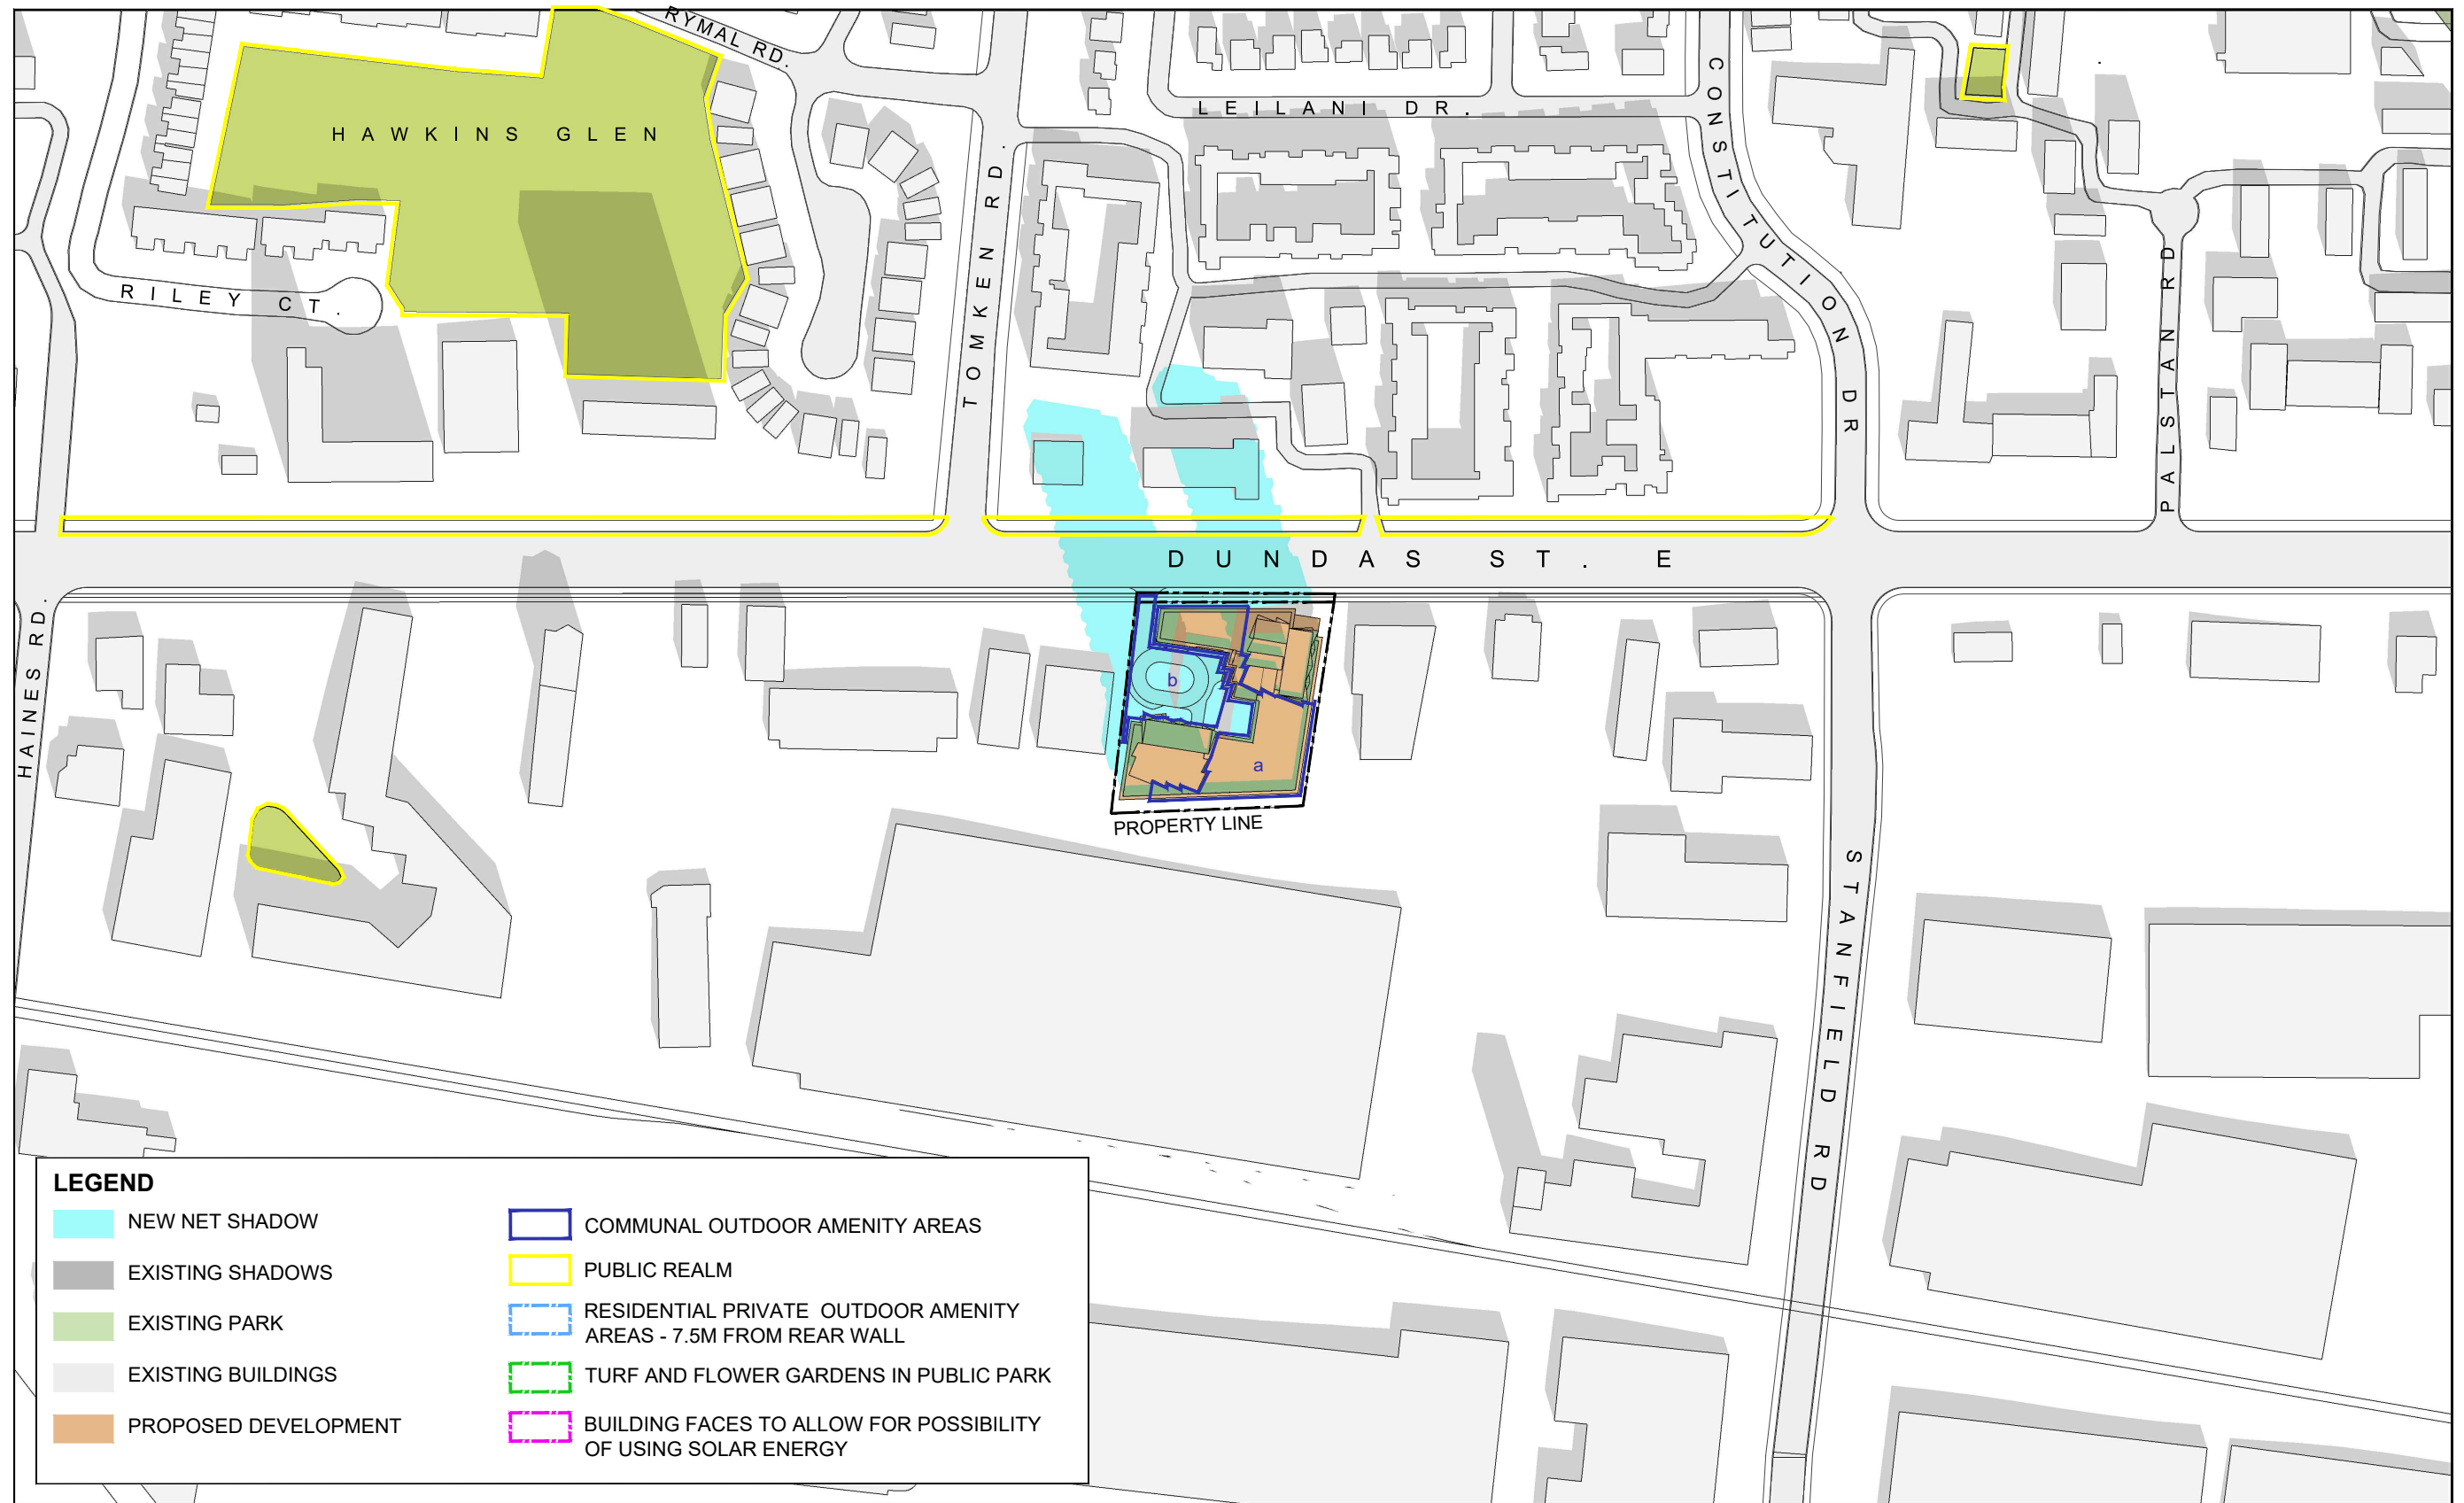 RYMAL RD.
HAWKINS GLEN
LEILANI DR.
CONSTITUTION DR
TOMKEN RD.
RILEY CT.
PALSTAN RD
DUNDAS ST. E
HAINES RD.
b
a
PROPERTY LINE
STANFIELD RD
LEGEND
NEW NET SHADOW
EXISTING SHADOWS
EXISTING PARK
EXISTING BUILDINGS
PROPOSED DEVELOPMENT
COMMUNAL OUTDOOR AMENITY AREAS
PUBLIC REALM
RESIDENTIAL PRIVATE OUTDOOR AMENITY
AREAS - 7.5M FROM REAR WALL
TURF AND FLOWER GARDENS IN PUBLIC PARK
BUILDING FACES TO ALLOW FOR POSSIBILITY
OF USING SOLAR ENERGY